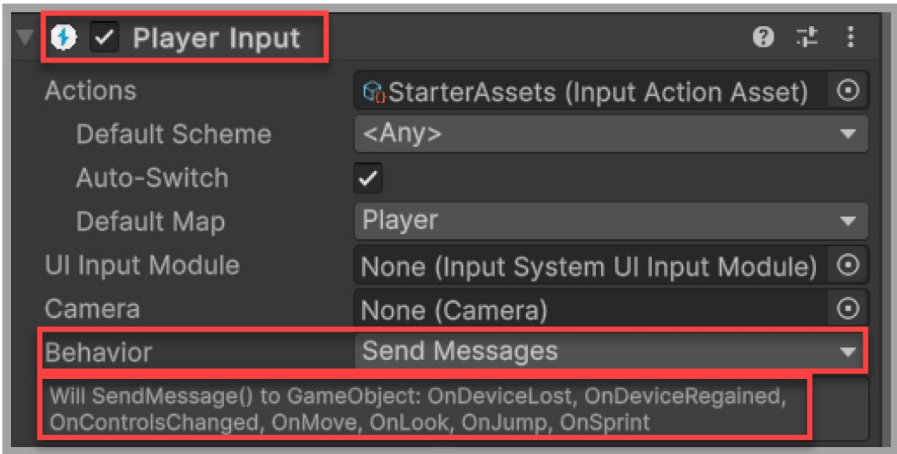 Player Input
Actions StarterAssets (Input Action Asset)
Default Scheme <Any>
Auto-Switch
Default Map Player
UI Input Module None (Input System UI Input Module)
Camera None (Camera)
Behavior Send Messages
Will SendMessage() to GameObject: OnDeviceLost, OnDeviceRegained,
OnControlsChanged, OnMove, OnLook, OnJump, OnSprint